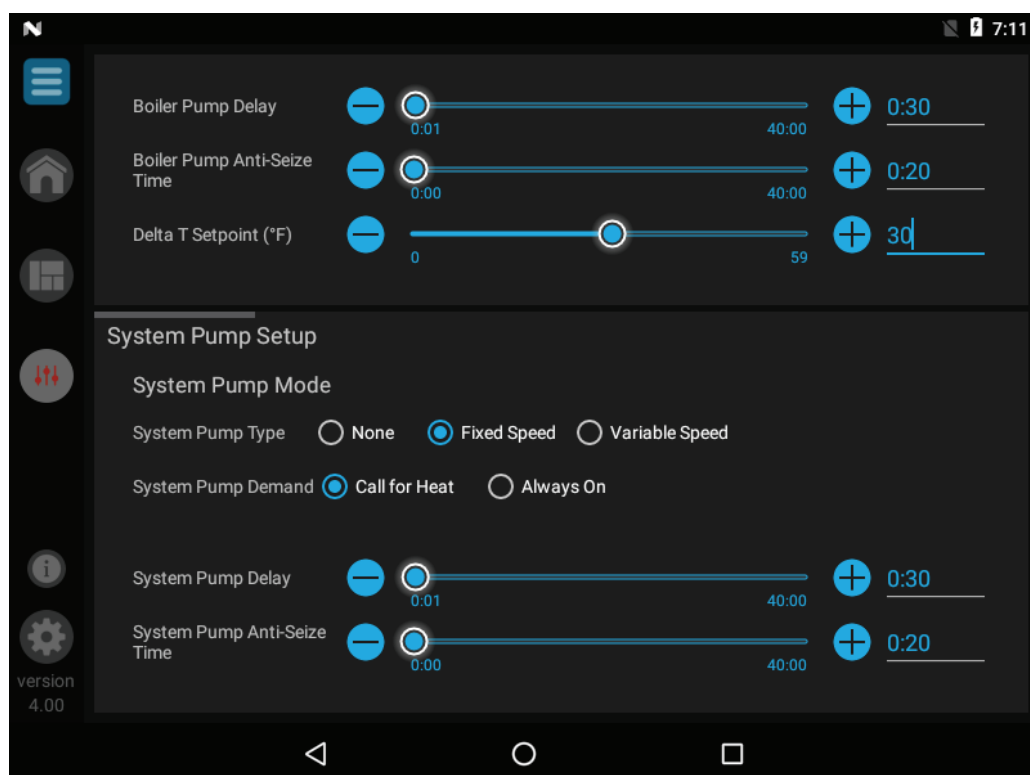 7:11
Boiler Pump Delay 0:30
0:01 40:00
Boiler Pump Anti-Seize
Time 0:20
0:00 40:00
Delta T Setpoint (°F) 30
0 59
System Pump Setup
System Pump Mode
System Pump Type None Fixed Speed Variable Speed
System Pump Demand Call for Heat Always On
System Pump Delay 0:30
0:01 40:00
System Pump Anti-Seize
Time 0:20
0:00 40:00
version
4.00